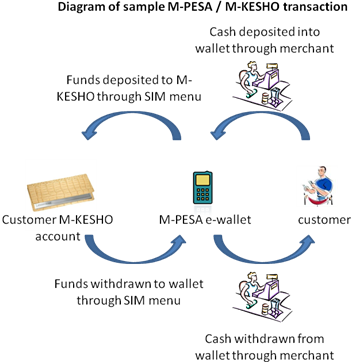 Diagram of sample M-PESA / M-KESHO transaction
Cash deposited into
wallet through merchant
Funds deposited to M-
KESHO through SIM menu
Customer M-KESHO
account
M-PESA e-wallet
customer
Funds withdrawn to wallet
through SIM menu
Cash withdrawn from
wallet through merchant